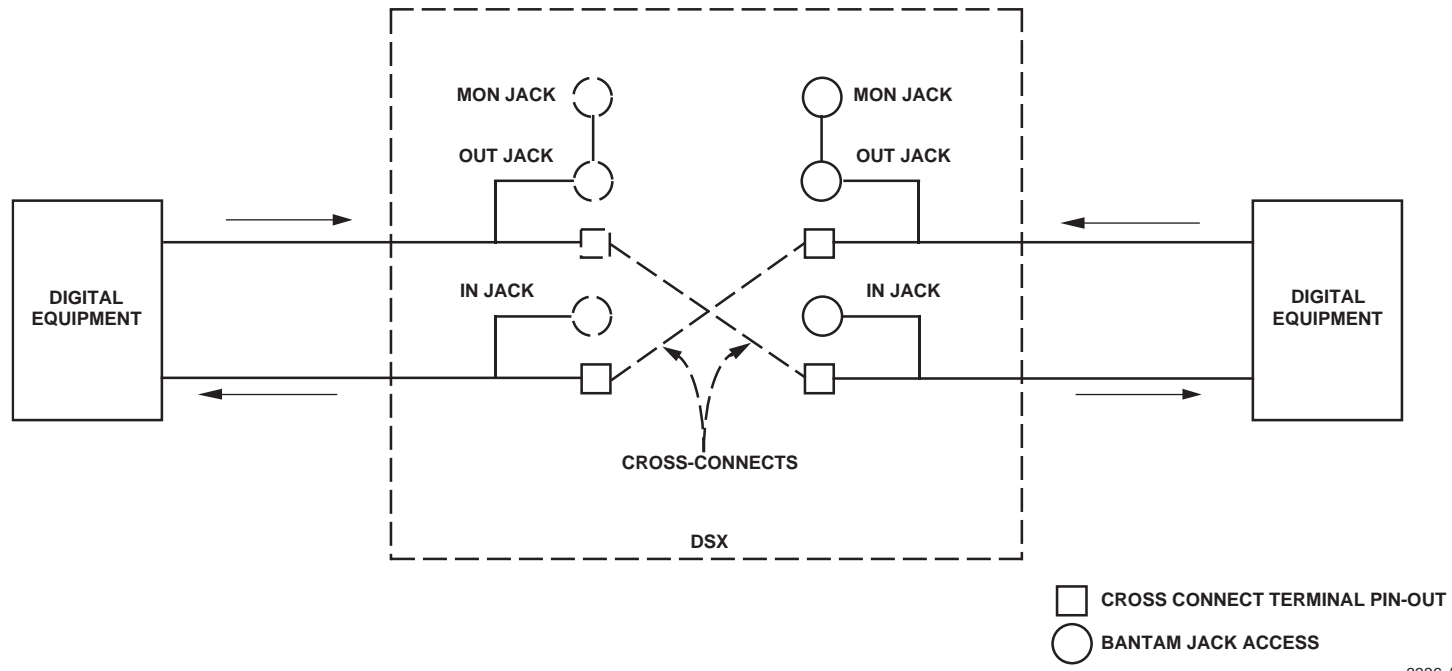 MON JACK
MON JACK
OUT JACK
OUT JACK
DIGITAL
EQUIPMENT
IN JACK
IN JACK
DIGITAL
EQUIPMENT
CROSS-CONNECTS
DSX
CROSS CONNECT TERMINAL PIN-OUT
BANTAM JACK ACCESS